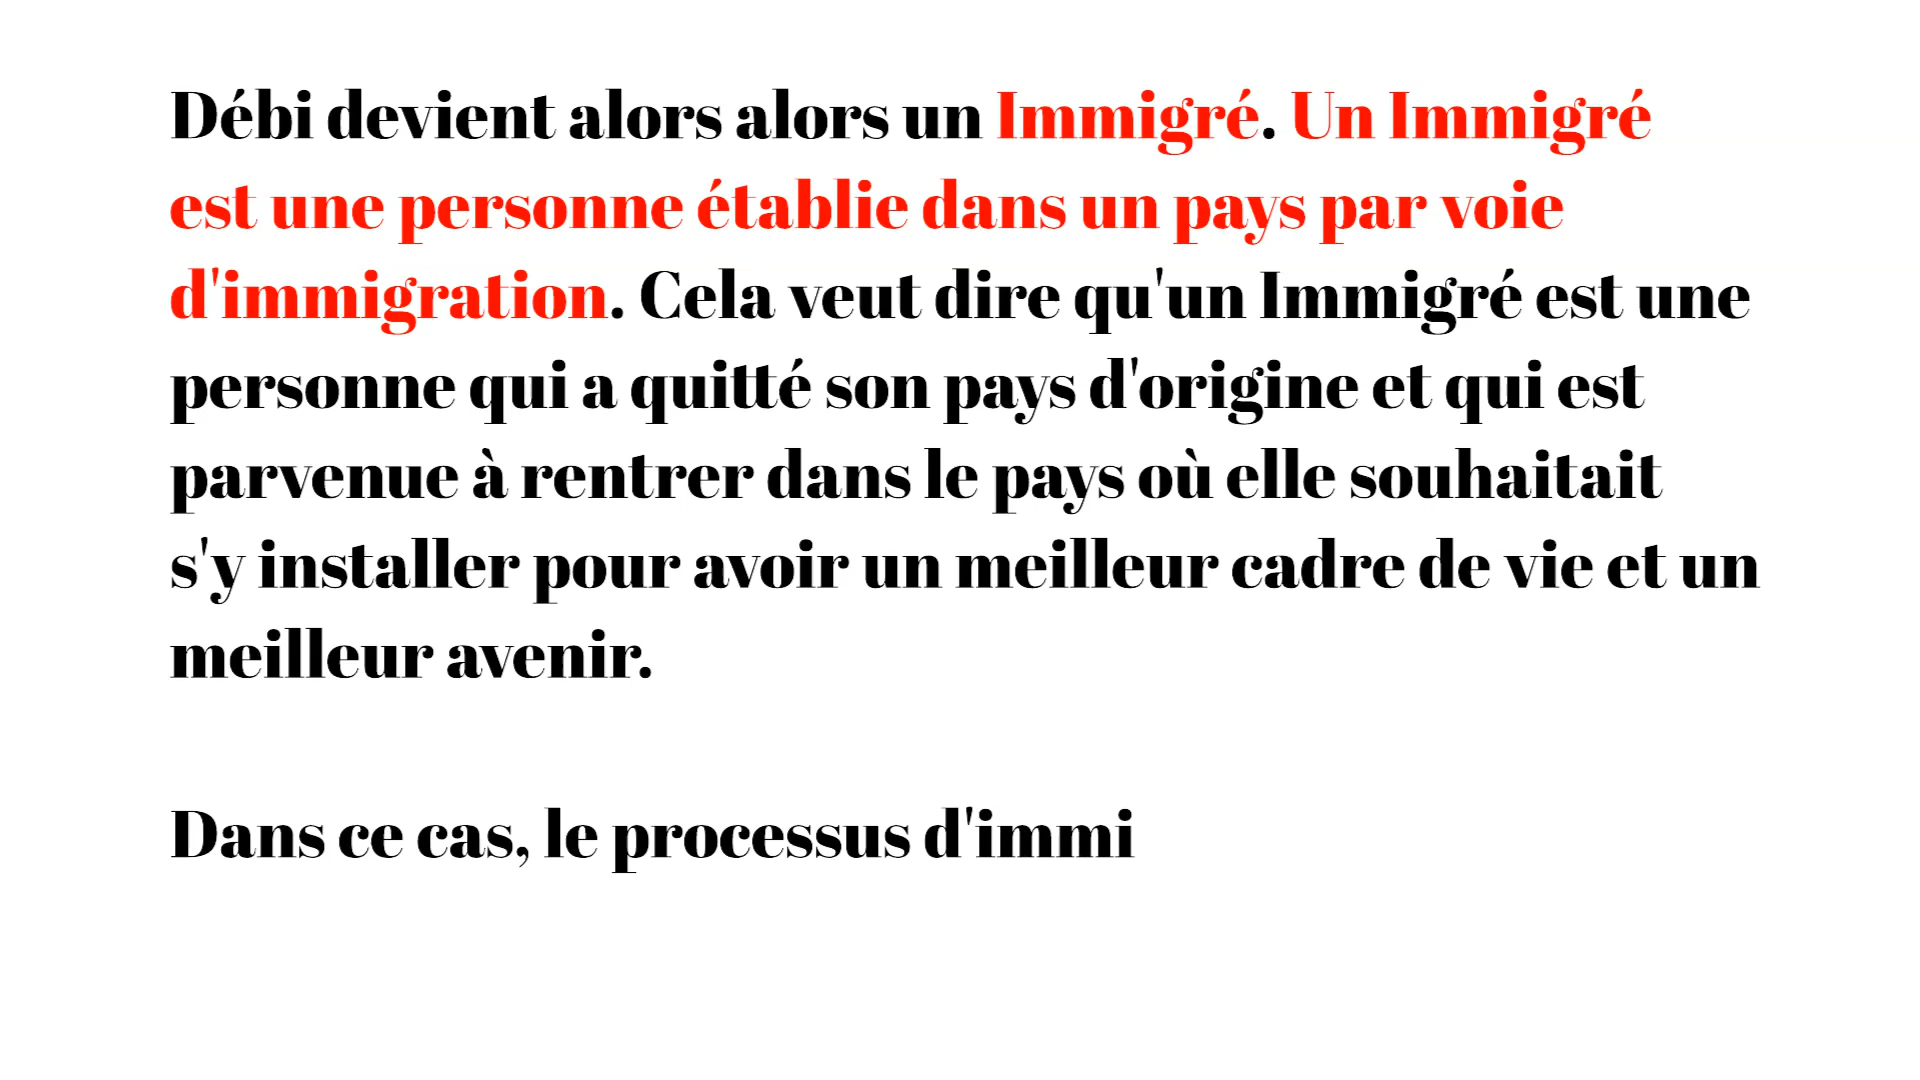 Débi devient alors alors un Immigré. Un Immigré
est une personne établie dans un pays par voie
d'immigration. Cela veut dire qu'un Immigré est une
personne qui a quitté son pays d'origine et qui est
parvenue à rentrer dans le pays où elle souhaitait
s'y installer pour avoir un meilleur cadre de vie et un
meilleur avenir.
Dans ce cas, le processus d'immi